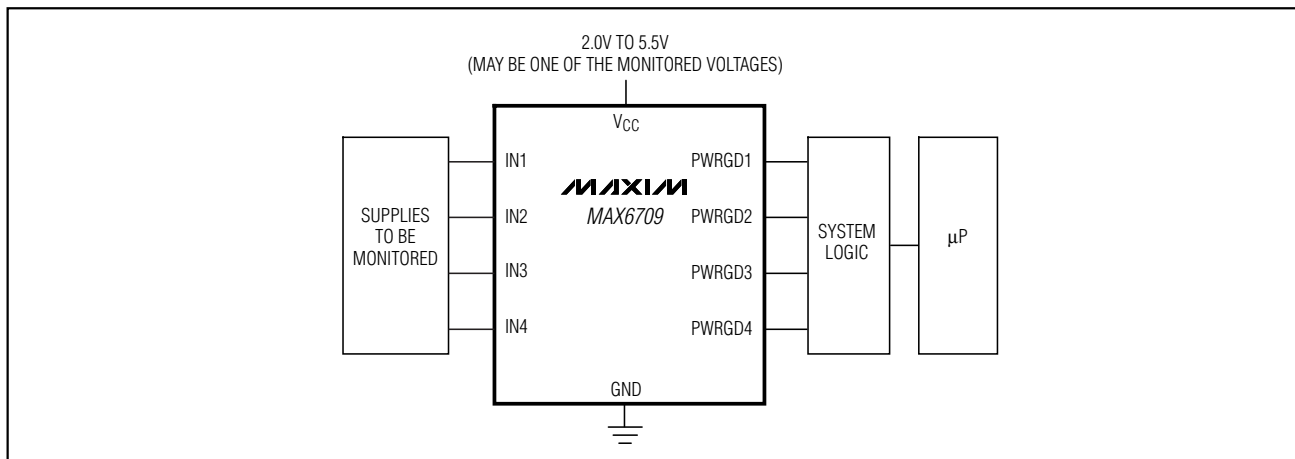 2.0V TO 5.5V
(MAY BE ONE OF THE MONITORED VOLTAGES)
VCC
SUPPLIES
TO BE
MONITORED
IN1
IN2
IN3
IN4
MAXIM
MAX6709
PWRGD1
PWRGD2
PWRGD3
PWRGD4
GND
SYSTEM
LOGIC
μP